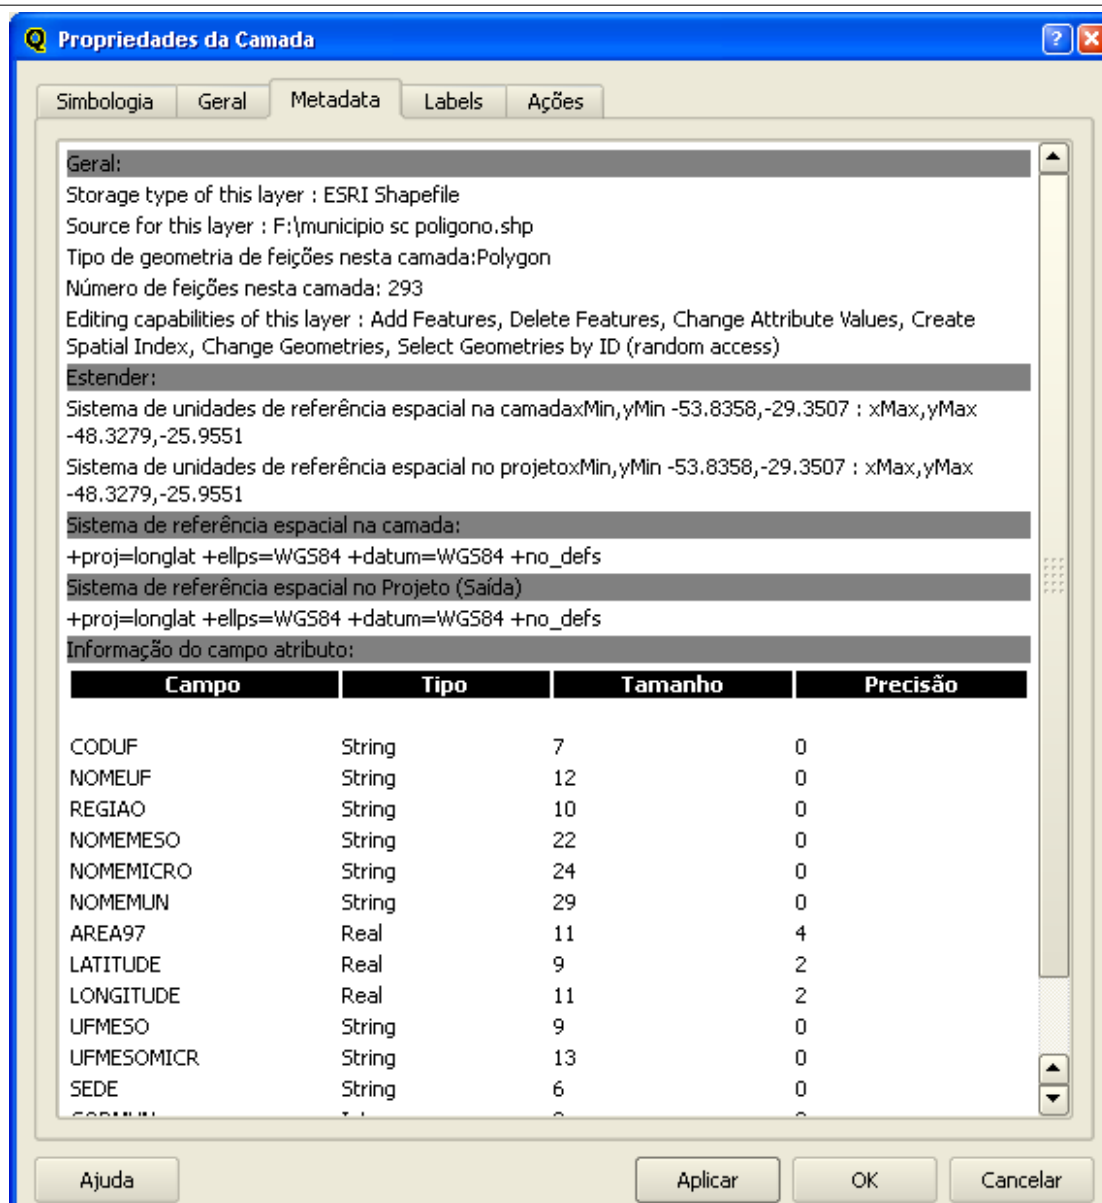 Propriedades da Camada
Simbologia Geral Metadata Labels Ações
Geral:
Storage type of this layer : ESRI Shapefile
Source for this layer : F:\municipio sc poligono.shp
Tipo de geometria de feições nesta camada:Polygon
Número de feições nesta camada: 293
Editing capabilities of this layer : Add Features, Delete Features, Change Attribute Values, Create
Spatial Index, Change Geometries, Select Geometries by ID (random access)
Estender:
Sistema de unidades de referência espacial na camadaxMin,yMin -53.8358,-29.3507 : xMax,yMax
-48.3279,-25.9551
Sistema de unidades de referência espacial no projetoxMin,yMin -53.8358,-29.3507 : xMax,yMax
-48.3279,-25.9551
Sistema de referência espacial na camada:
+proj=longlat +ellps=WGS84 +datum=WGS84 +no_defs
Sistema de referência espacial no Projeto (Saída)
+proj=longlat +ellps=WGS84 +datum=WGS84 +no_defs
Informação do campo atributo:
Campo Tipo Tamanho Precisão
CODUF String 7 0
NOMEUF String 12 0
REGIAO String 10 0
NOMEMESO String 22 0
NOMEMICRO String 24 0
NOMEMUN String 29 0
AREA97 Real 11 4
LATITUDE Real 9 2
LONGITUDE Real 11 2
UFMESO String 9 0
UFMESOMICR String 13 0
SEDE String 6 0
Ajuda Aplicar OK Cancelar